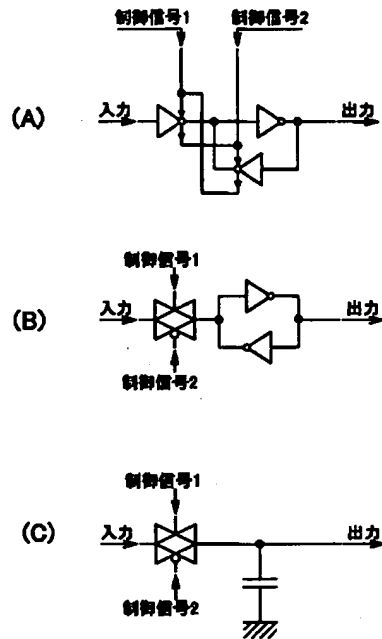 制御信号1 制御信号2
(A) 入力 出力
制御信号1
(B) 入力 出力
制御信号2
制御信号1
(C) 入力 出力
制御信号2